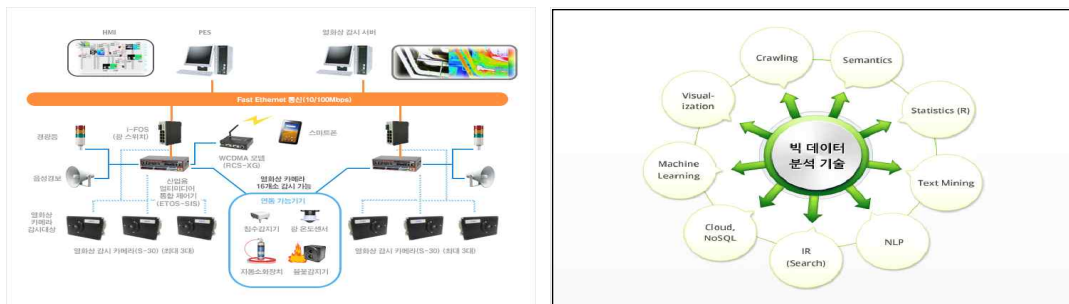 HMI
PES
열화상 감시 서버
Fast Ethernet 통신(10/100Mbps)
경광등
i-FOS
(광 스위치)
스마트폰
WCDMA 모뎀
(RCS-XG)
음성경보
산업용
멀티미디어
통합 제어기
(ETOS-SIS)
열화상 카메라
16개소 감시 가능
연동 가능기기
침수감지기
광 온도센서
자동소화장치
불꽃감지기
열화상
카메라
감시대상
열화상 감시 카메라(S-30) (최대 3대)
열화상 감시 카메라(S-30) (최대 3대)
Crawling
Semantics
Visual-
ization
Statistics (R)
빅 데이터
분석 기술
Machine
Learning
Text Mining
Cloud,
NoSQL
NLP
IR
(Search)